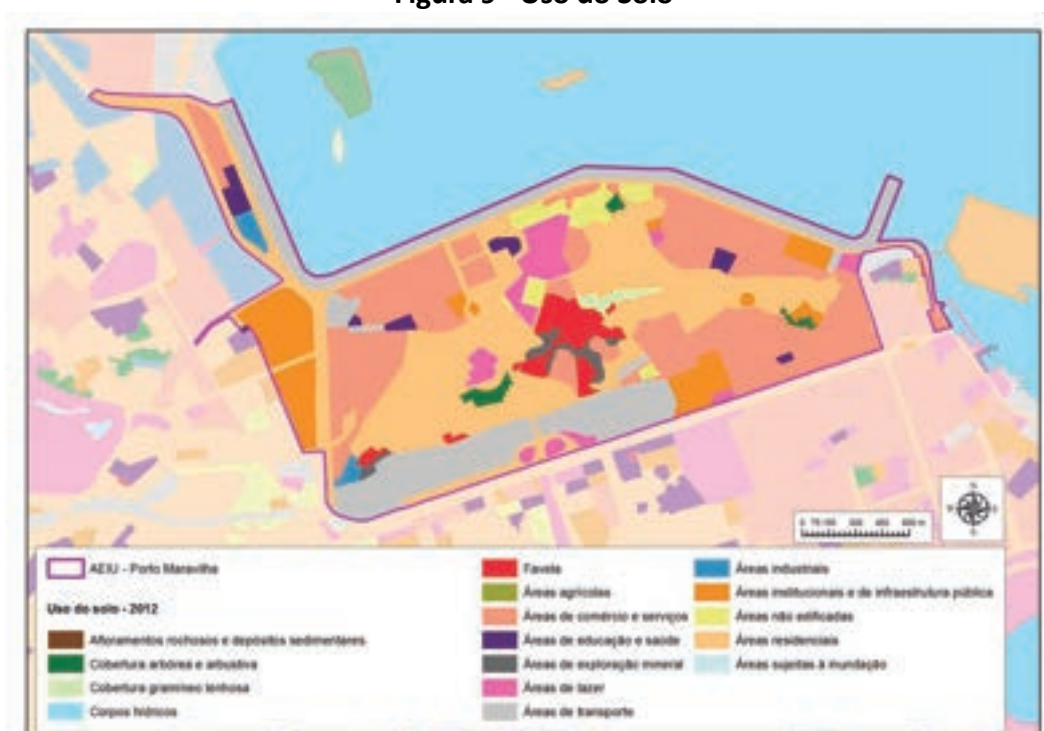 Figura 9 - Uso do Solo
AEIU - Porto Maravilha
Uso do solo - 2012
Afloramentos rochosos e depósitos sedimentares
Cobertura arbórea e arbustiva
Cobertura gramíneo lenhosa
Corpos hídricos
Favela
Áreas agrícolas
Áreas de comércio e serviços
Áreas de educação e saúde
Áreas de exploração mineral
Áreas de lazer
Áreas de transporte
Áreas industriais
Áreas institucionais e de infraestrutura pública
Áreas não edificadas
Áreas residenciais
Áreas sujeitas à inundação